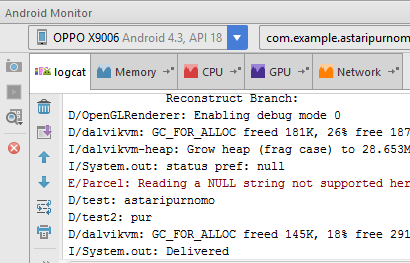 Android Monitor
OPPO X9006 Android 4.3, API 18
com.example.astaripurnomo
logcat Memory CPU GPU Network
Reconstruct Branch:
D/OpenGLRenderer: Enabling debug mode 0
D/dalvikvm: GC_FOR_ALLOC freed 181K, 26% free 187
I/dalvikvm-heap: Grow heap (frag case) to 28.653M
I/System.out: status pref: null
E/Parcel: Reading a NULL string not supported her
D/test: astaripurnomo
D/test2: pur
D/dalvikvm: GC_FOR_ALLOC freed 145K, 18% free 291
I/System.out: Delivered